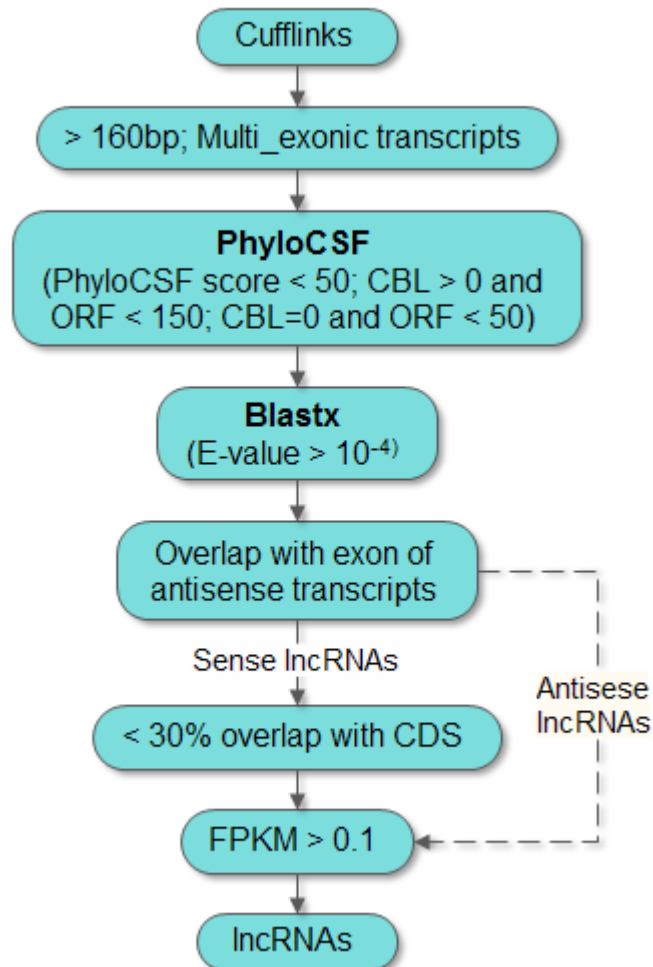 Cufflinks
> 160bp; Multi_exonic transcripts
PhyloCSF
(PhyloCSF score < 50; CBL > 0 and
ORF < 150; CBL=0 and ORF < 50)
Blastx
(E-value > 10⁻⁴⁾
Overlap with exon of
antisense transcripts
Sense lncRNAs
Antisese
lncRNAs
< 30% overlap with CDS
FPKM > 0.1
lncRNAs